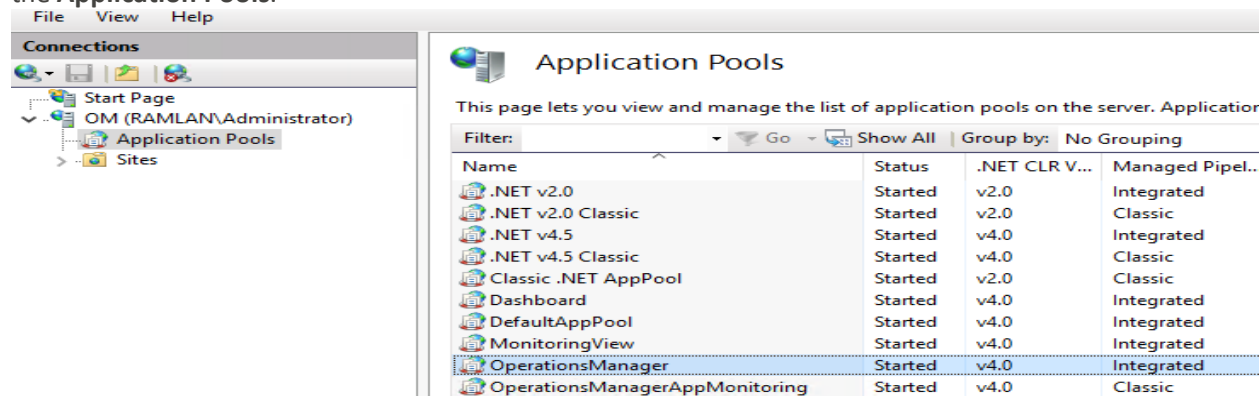 the Application Pools.
File View Help
Connections
Start Page
OM (RAMLAN\Administrator)
Application Pools
Sites
Application Pools
This page lets you view and manage the list of application pools on the server. Application
Filter: Go Show All Group by: No Grouping
Name Status .NET CLR V... Managed Pipel...
.NET v2.0 Started v2.0 Integrated
.NET v2.0 Classic Started v2.0 Classic
.NET v4.5 Started v4.0 Integrated
.NET v4.5 Classic Started v4.0 Classic
Classic .NET AppPool Started v2.0 Classic
Dashboard Started v4.0 Integrated
DefaultAppPool Started v4.0 Integrated
MonitoringView Started v4.0 Integrated
OperationsManager Started v4.0 Integrated
OperationsManagerAppMonitoring Started v4.0 Classic